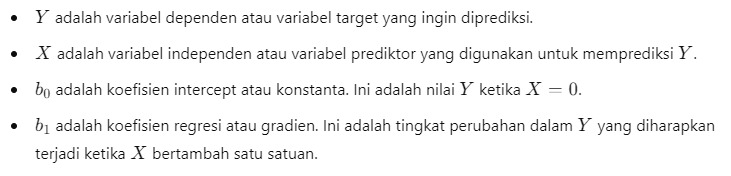 • Y adalah variabel dependen atau variabel target yang ingin diprediksi.
• X adalah variabel independen atau variabel prediktor yang digunakan untuk memprediksi Y.
• b₀ adalah koefisien intercept atau konstanta. Ini adalah nilai Y ketika X = 0.
• b₁ adalah koefisien regresi atau gradien. Ini adalah tingkat perubahan dalam Y yang diharapkan
terjadi ketika X bertambah satu satuan.